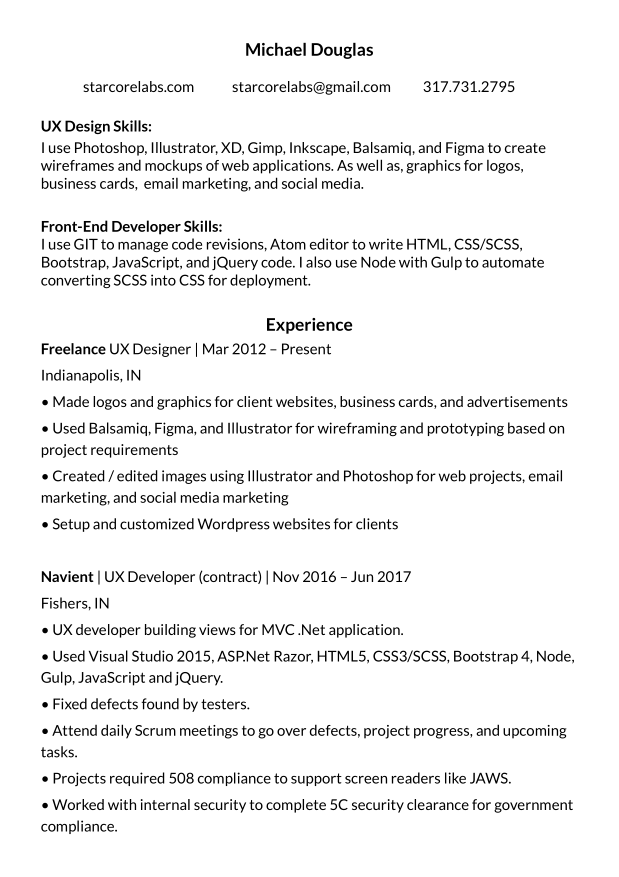 Michael Douglas
starcorelabs.com starcorelabs@gmail.com 317.731.2795
UX Design Skills:
I use Photoshop, Illustrator, XD, Gimp, Inkscape, Balsamiq, and Figma to create
wireframes and mockups of web applications. As well as, graphics for logos,
business cards,  email marketing, and social media.
Front-End Developer Skills:
I use GIT to manage code revisions, Atom editor to write HTML, CSS/SCSS,
Bootstrap, JavaScript, and jQuery code. I also use Node with Gulp to automate
converting SCSS into CSS for deployment.
Experience
Freelance UX Designer | Mar 2012 – Present
Indianapolis, IN
• Made logos and graphics for client websites, business cards, and advertisements
• Used Balsamiq, Figma, and Illustrator for wireframing and prototyping based on
project requirements
• Created / edited images using Illustrator and Photoshop for web projects, email
marketing, and social media marketing
• Setup and customized Wordpress websites for clients
Navient | UX Developer (contract) | Nov 2016 – Jun 2017
Fishers, IN
• UX developer building views for MVC .Net application.
• Used Visual Studio 2015, ASP.Net Razor, HTML5, CSS3/SCSS, Bootstrap 4, Node,
Gulp, JavaScript and jQuery.
• Fixed defects found by testers.
• Attend daily Scrum meetings to go over defects, project progress, and upcoming
tasks.
• Projects required 508 compliance to support screen readers like JAWS.
• Worked with internal security to complete 5C security clearance for government
compliance.